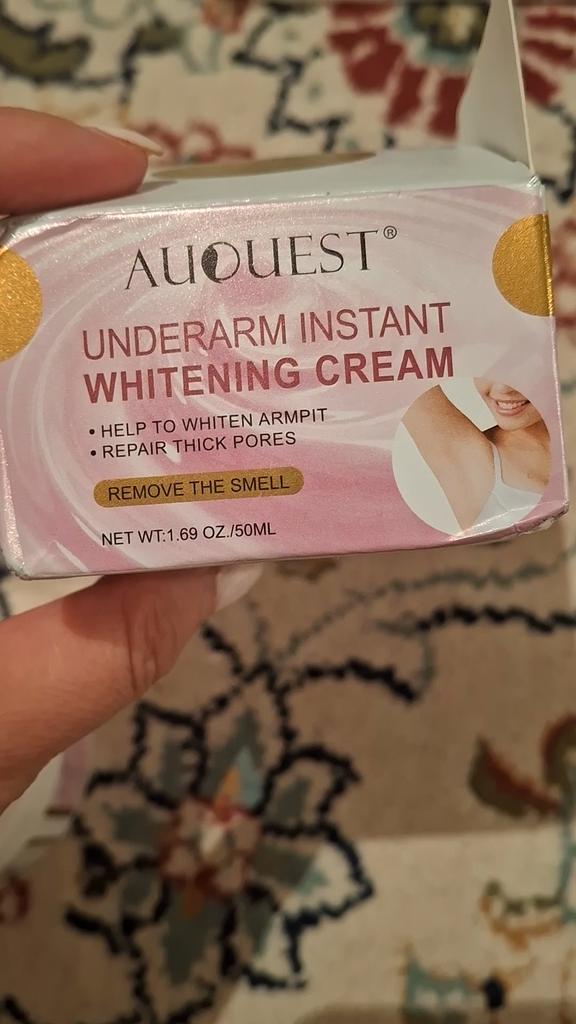 AUQUEST®
UNDERARM INSTANT
WHITENING CREAM
• HELP TO WHITEN ARMPIT
• REPAIR THICK PORES
REMOVE THE SMELL
NET WT:1.69 OZ./50ML